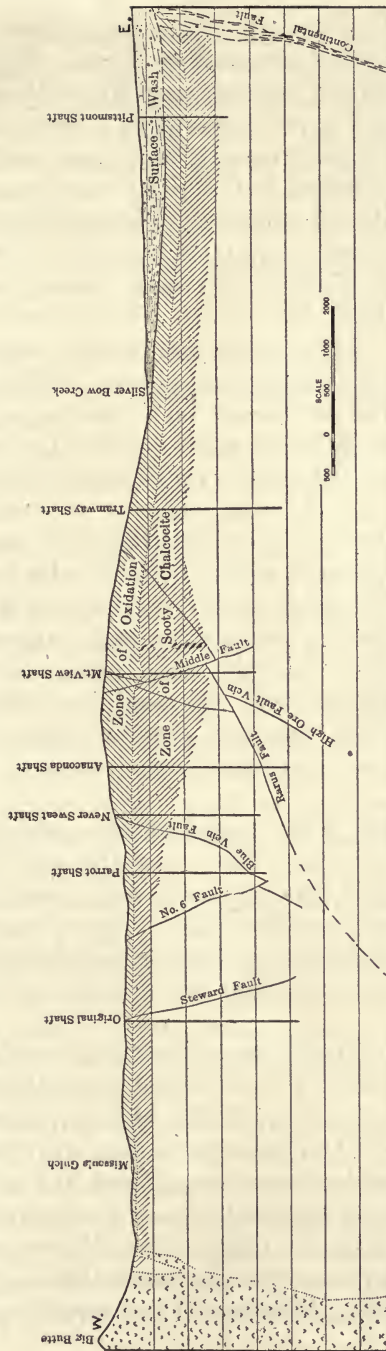 Big Butte
W.
Missoula Gulch
Original Shaft
Steward Fault
No. 6 Fault
Parrot Shaft
Blue Vein Fault
Never Sweat Shaft
Anaconda Shaft
Rarus Fault
High Ore Fault Vein
Mt. View Shaft
Middle Fault
Zone of Oxidation
Zone of Sooty Chalcocite
Tramway Shaft
Silver Bow Creek
Surface Wash
Pittsmont Shaft
E.
Continental Fault
SCALE
500 0 500 1000 2000